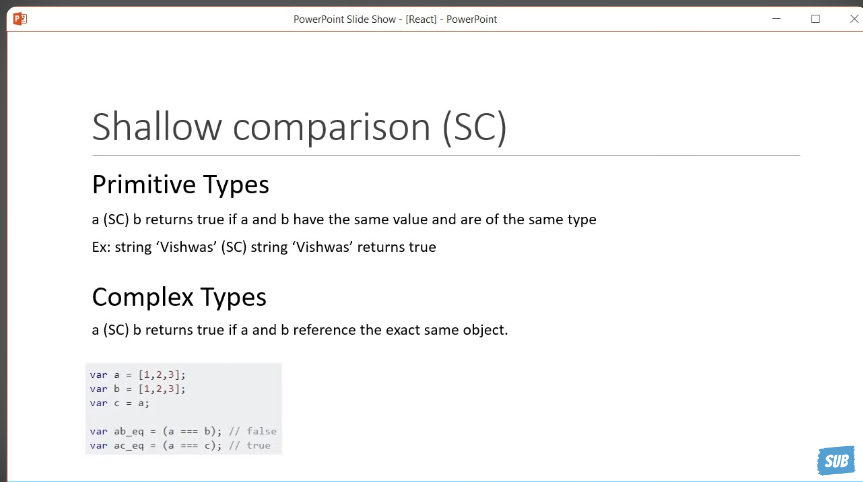 PowerPoint Slide Show - [React] - PowerPoint
Shallow comparison (SC)
Primitive Types
a (SC) b returns true if a and b have the same value and are of the same type
Ex: string ‘Vishwas’ (SC) string ‘Vishwas’ returns true
Complex Types
a (SC) b returns true if a and b reference the exact same object.
var a = [1,2,3];
var b = [1,2,3];
var c = a;
var ab_eq = (a === b); // false
var ac_eq = (a === c); // true
SUB